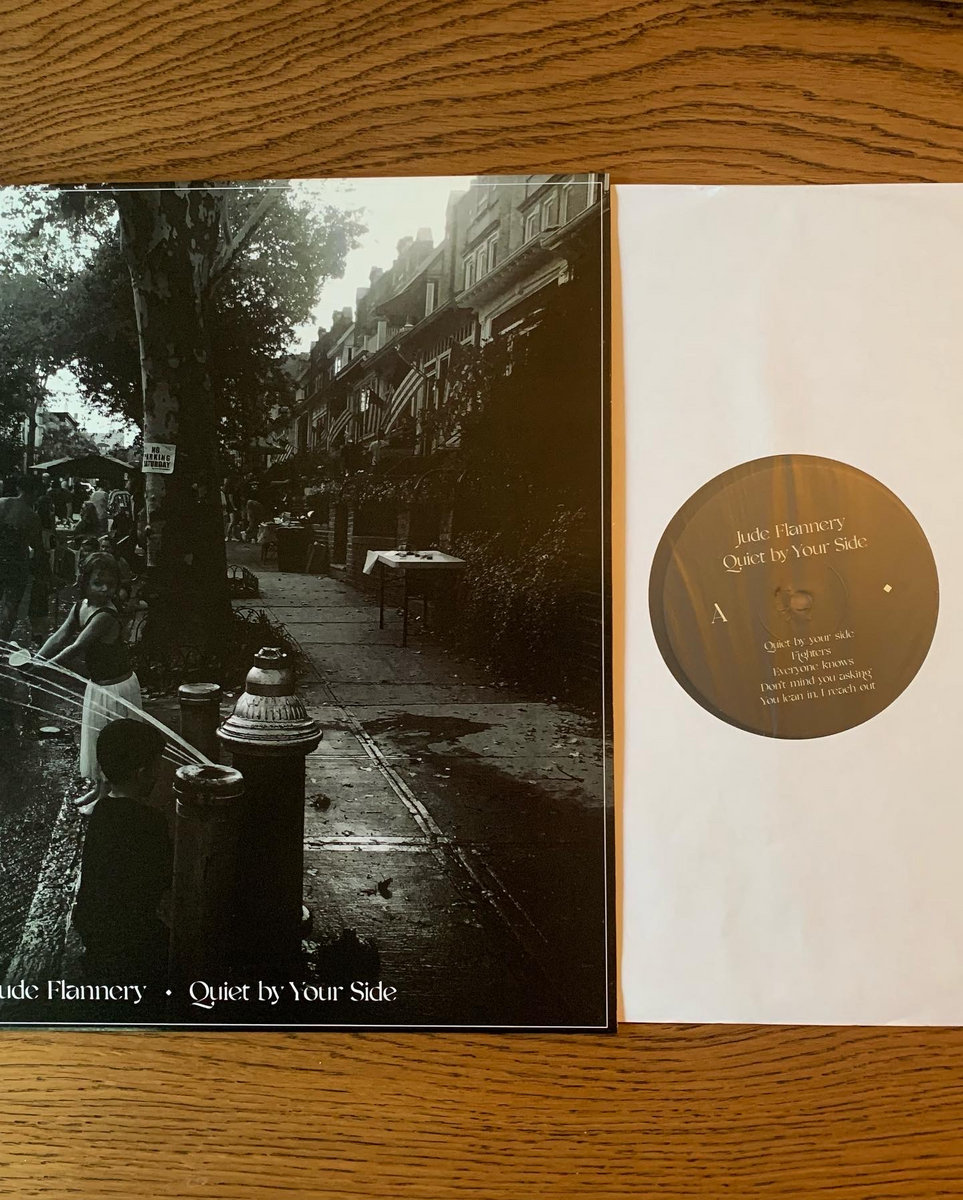 NO
PARKING
SATURDAY
ude Flannery • Quiet by Your Side
Jude Flannery
Quiet by Your Side
A
Quiet by your side
Fighters
Everyone knows
Don't mind you asking
You lean in, I reach out